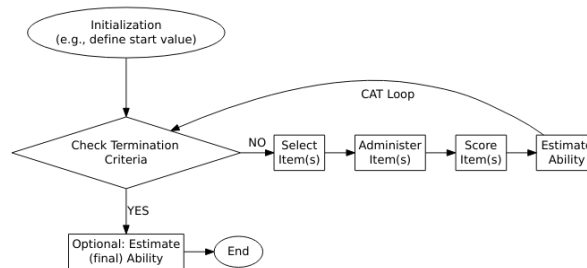 Initialization
(e.g., define start value)
CAT Loop
Check Termination
Criteria
NO
Select
Item(s)
Administer
Item(s)
Score
Item(s)
Estimate
Ability
YES
Optional: Estimate
(final) Ability
End